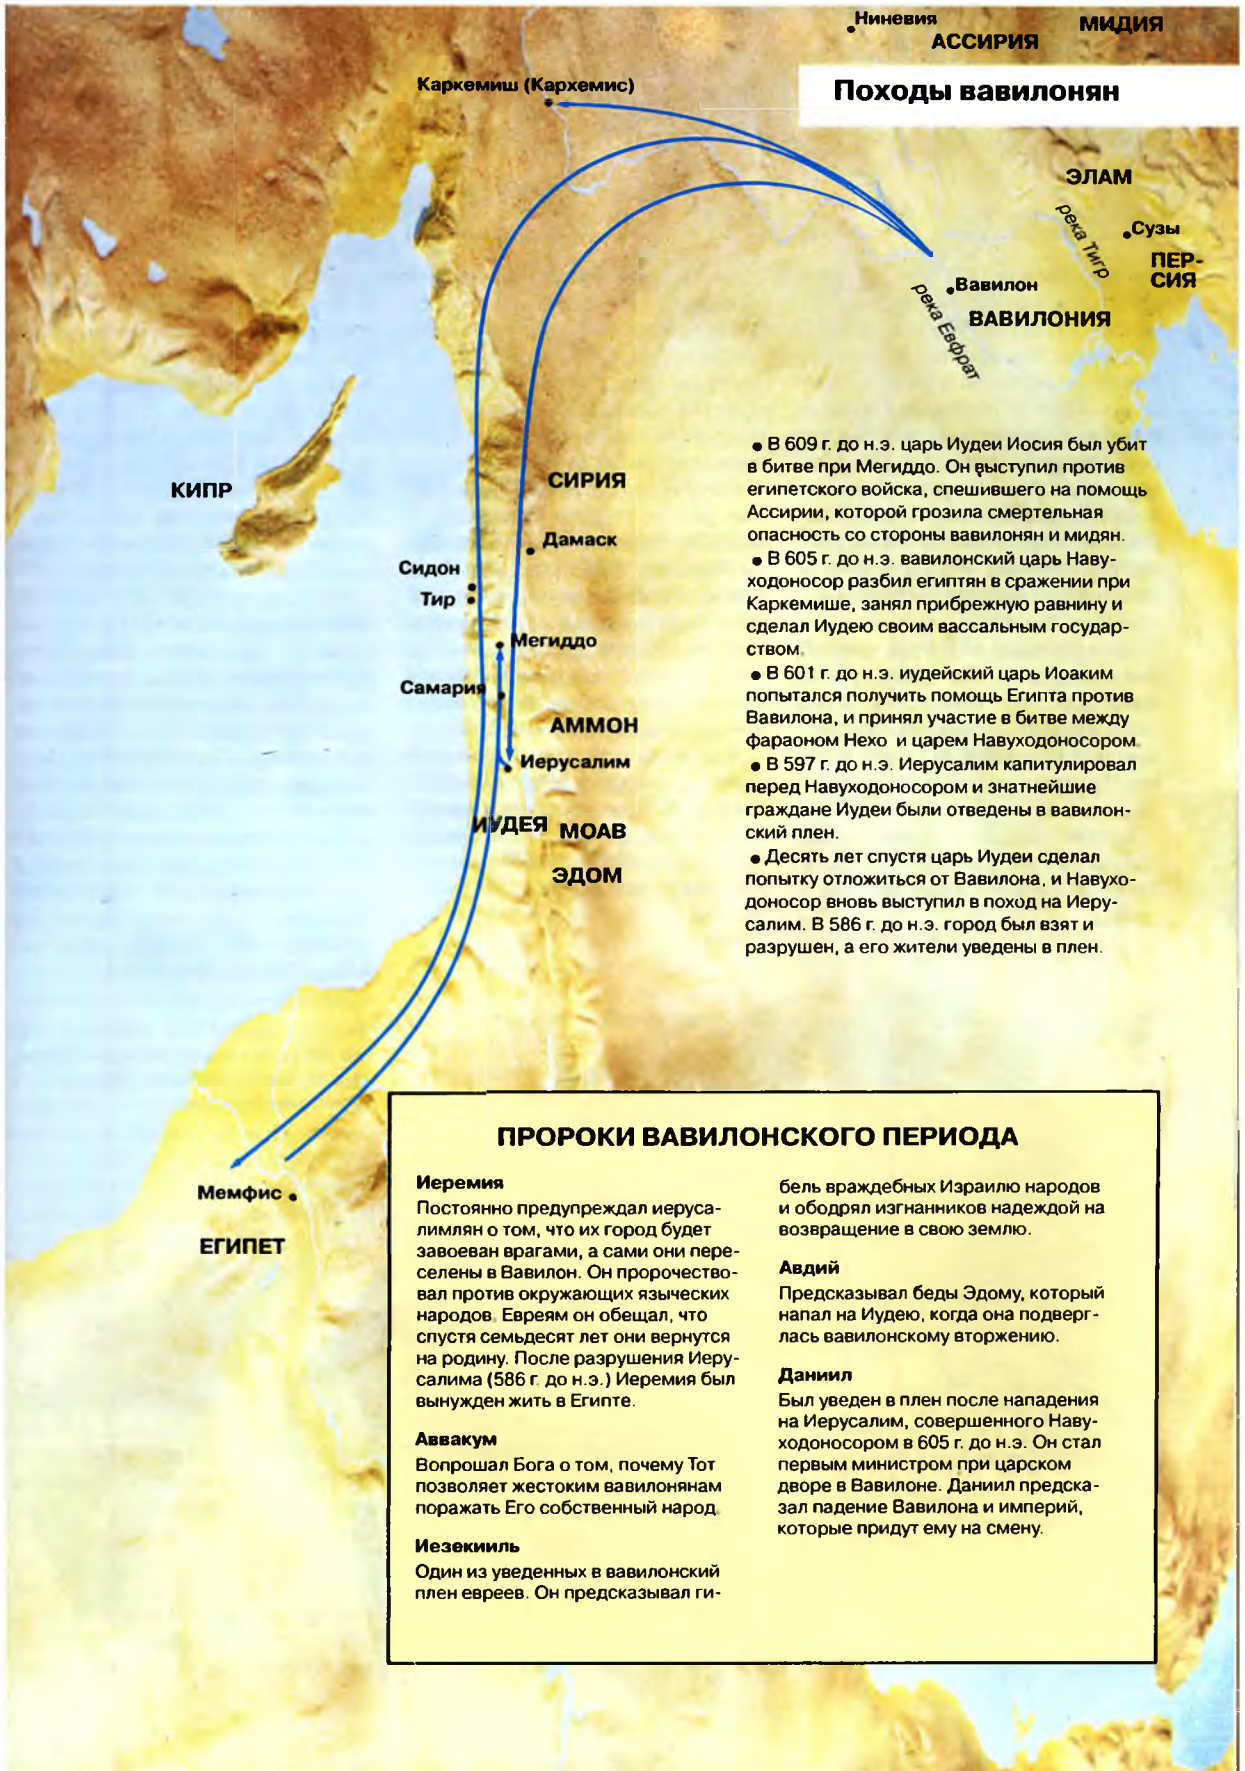 Ниневия
АССИРИЯ
МИДИЯ
Каркемиш (Кархемис)
Походы вавилонян
ЭЛАМ
река Тигр
Сузы
ПЕР-
СИЯ
Вавилон
ВАВИЛОНИЯ
река Евфрат
КИПР
СИРИЯ
Дамаск
Сидон
Тир
Мегиддо
Самария
АММОН
Иерусалим
ИУДЕЯ
МОАВ
ЭДОМ
Мемфис
ЕГИПЕТ
• В 609 г. до н.э. царь Иудеи Иосия был убит
в битве при Мегиддо. Он выступил против
египетского войска, спешившего на помощь
Ассирии, которой грозила смертельная
опасность со стороны вавилонян и мидян.
• В 605 г. до н.э. вавилонский царь Наву-
ходоносор разбил египтян в сражении при
Каркемише, занял прибрежную равнину и
сделал Иудею своим вассальным государ-
ством.
• В 601 г. до н.э. иудейский царь Иоаким
попытался получить помощь Египта против
Вавилона, и принял участие в битве между
фараоном Нехо и царем Навуходоносором.
• В 597 г. до н.э. Иерусалим капитулировал
перед Навуходоносором и знатнейшие
граждане Иудеи были отведены в вавилон-
ский плен.
• Десять лет спустя царь Иудеи сделал
попытку отложиться от Вавилона, и Навухо-
доносор вновь выступил в поход на Иеру-
салим. В 586 г. до н.э. город был взят и
разрушен, а его жители уведены в плен.
ПРОРОКИ ВАВИЛОНСКОГО ПЕРИОДА
Иеремия
Постоянно предупреждал иеруса-
лимлян о том, что их город будет
завоеван врагами, а сами они пере-
селены в Вавилон. Он пророчество-
вал против окружающих языческих
народов. Евреям он обещал, что
спустя семьдесят лет они вернутся
на родину. После разрушения Иеру-
салима (586 г. до н.э.) Иеремия был
вынужден жить в Египте.
Аввакум
Вопрошал Бога о том, почему Тот
позволяет жестоким вавилонянам
поражать Его собственный народ.
Иезекииль
Один из уведенных в вавилонский
плен евреев. Он предсказывал ги-
бель враждебных Израилю народов
и ободрял изгнанников надеждой на
возвращение в свою землю.
Авдий
Предсказывал беды Эдому, который
напал на Иудею, когда она подверг-
лась вавилонскому вторжению.
Даниил
Был уведен в плен после нападения
на Иерусалим, совершенного Наву-
ходоносором в 605 г. до н.э. Он стал
первым министром при царском
дворе в Вавилоне. Даниил предска-
зал падение Вавилона и империй,
которые придут ему на смену.